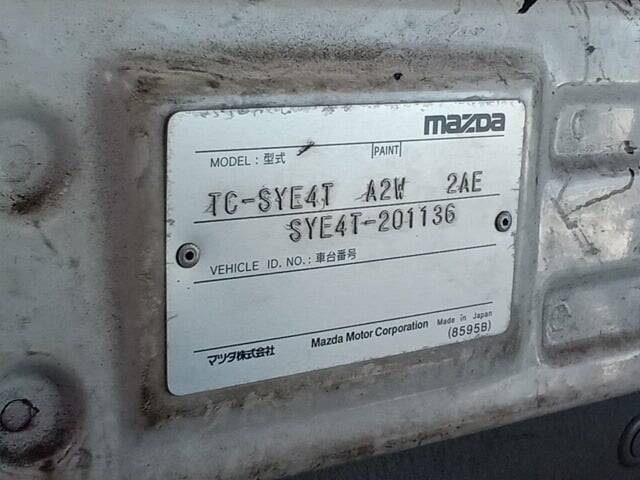 mazda
MODEL: 型式 PAINT
TC-SYE4T A2W 2AE
SYE4T-201136
VEHICLE ID. NO.: 車台番号
マツダ株式会社 Mazda Motor Corporation Made in Japan
(8595B)